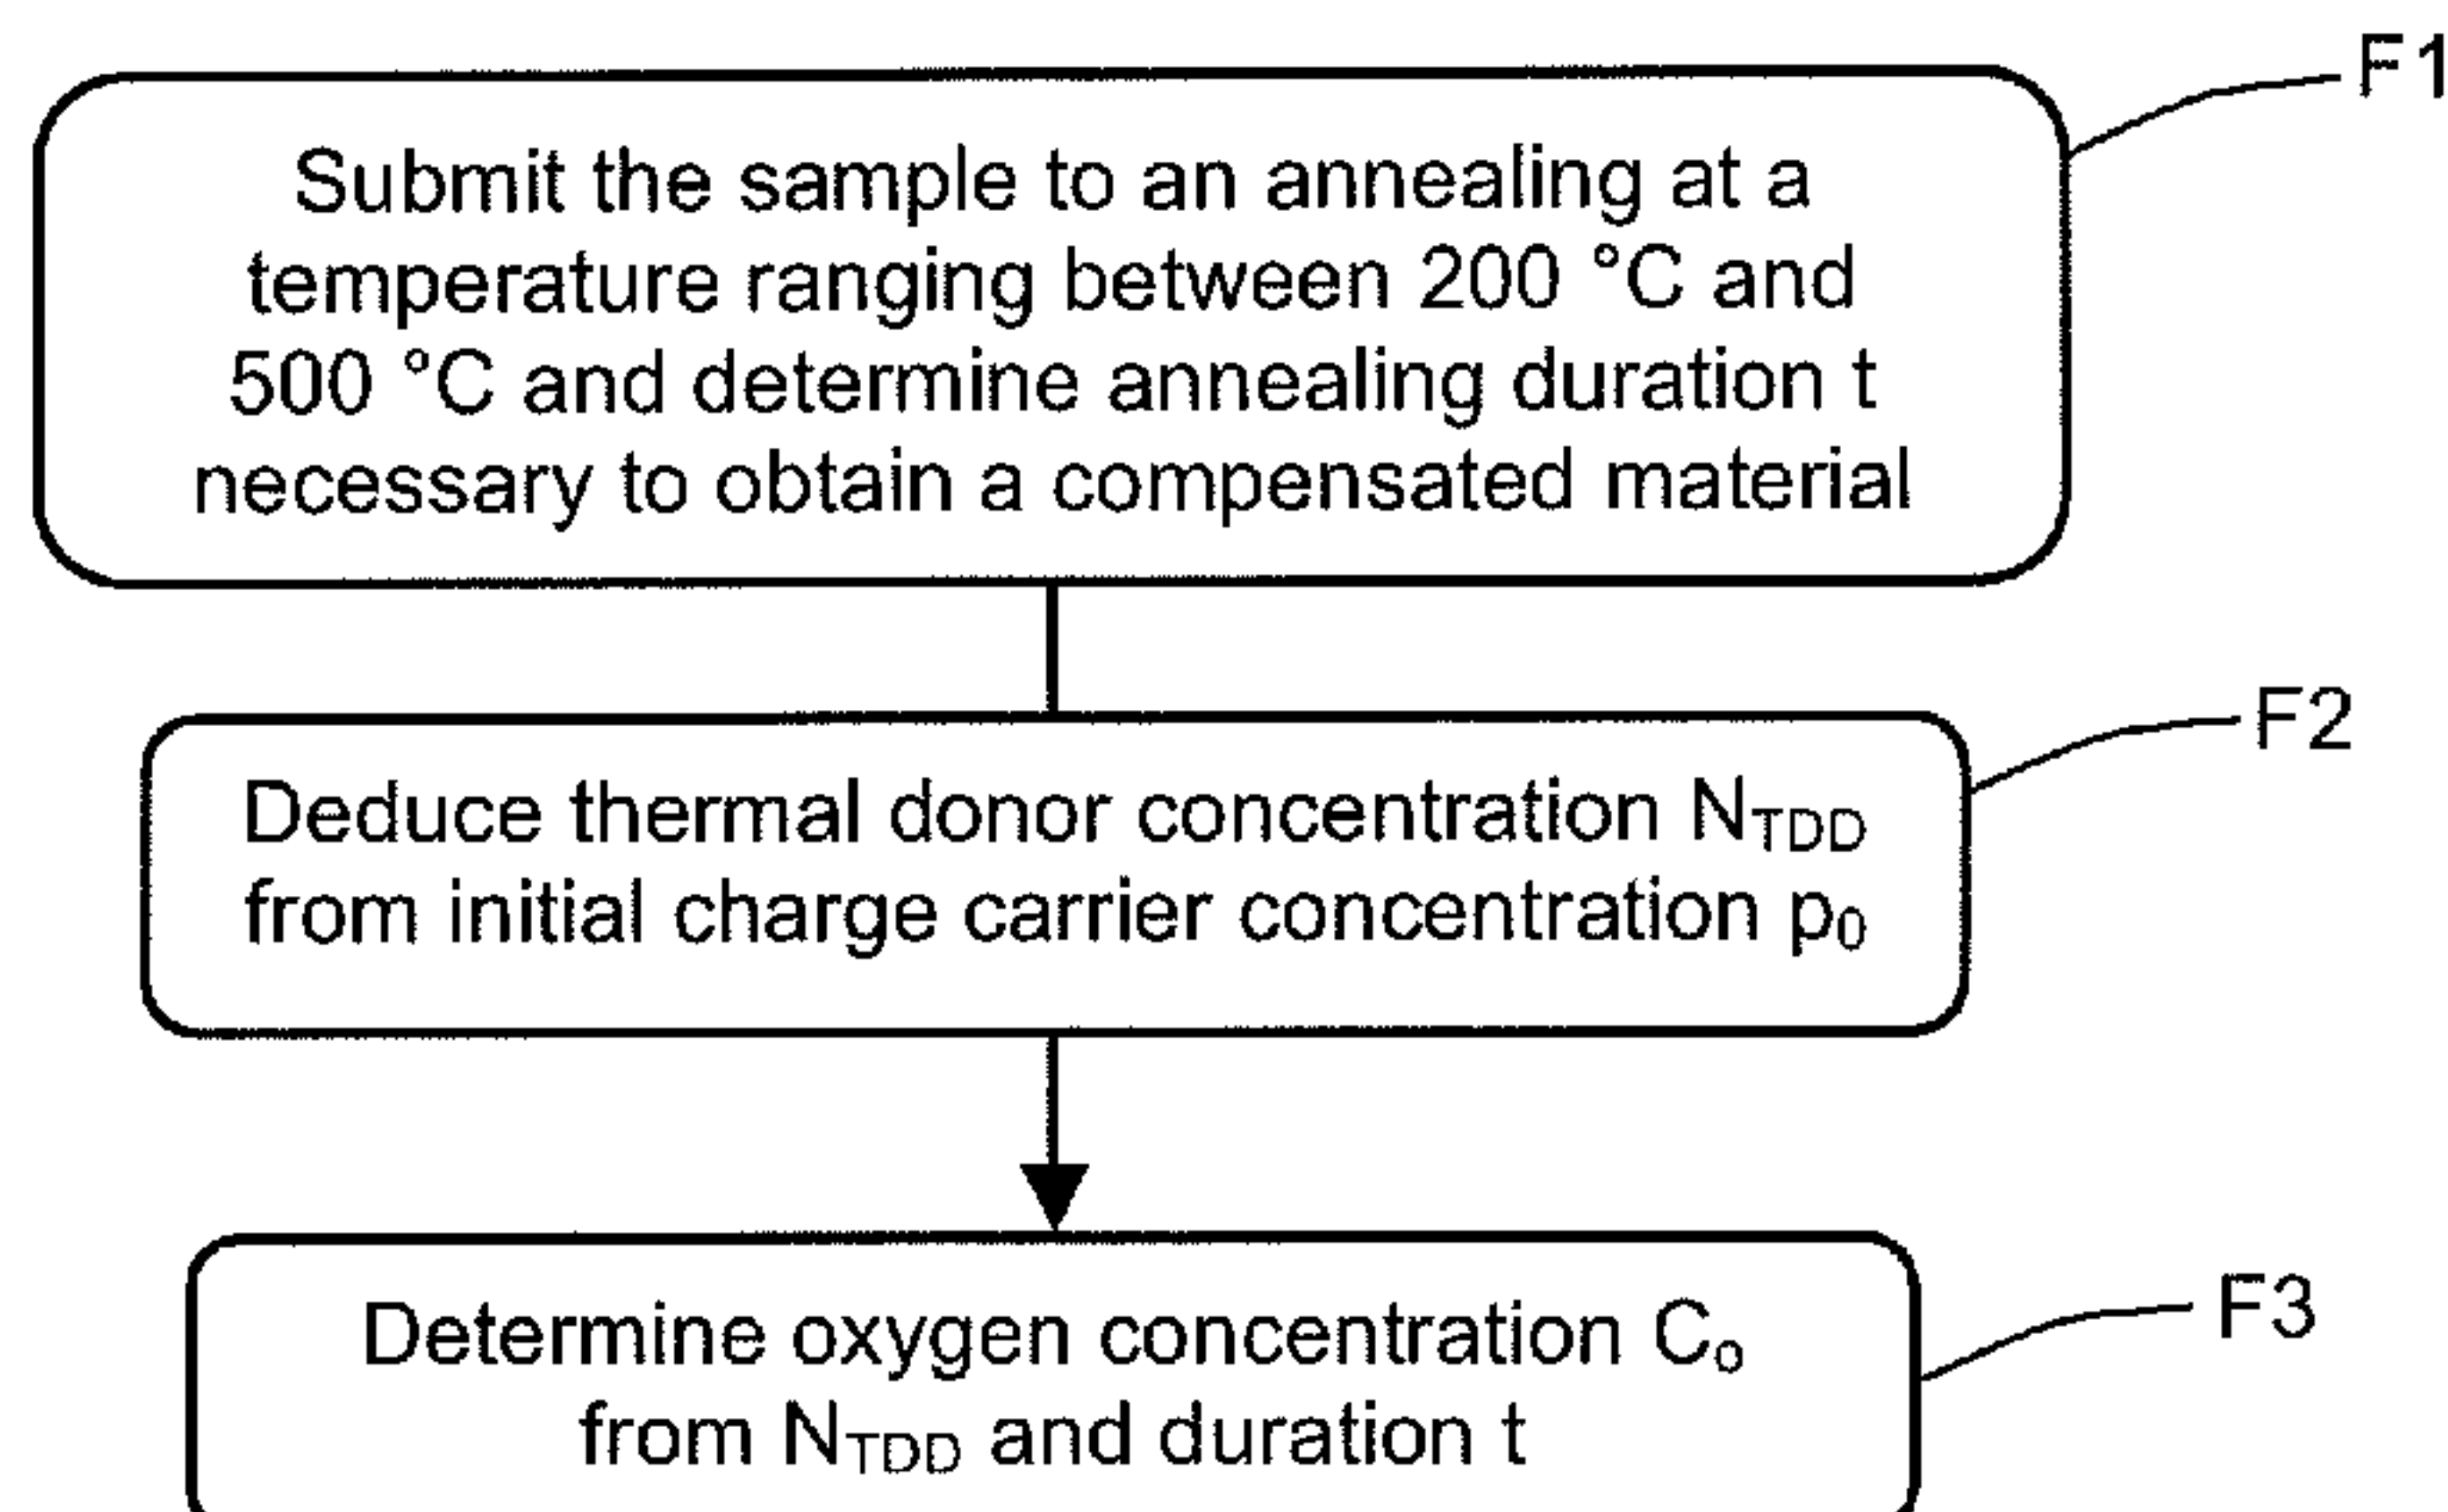 F1
Submit the sample to an annealing at a
temperature ranging between 200 °C and
500 °C and determine annealing duration t
necessary to obtain a compensated material
F2
Deduce thermal donor concentration NTDD
from initial charge carrier concentration p0
F3
Determine oxygen concentration Co
from NTDD and duration t